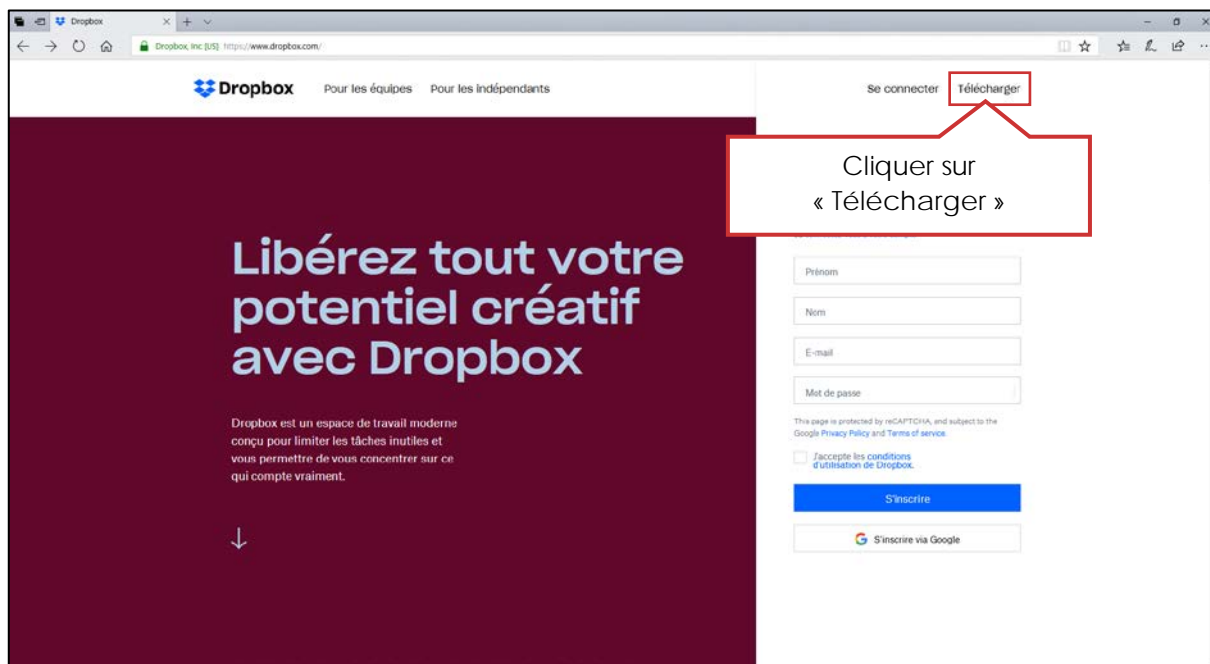 Dropbox
Dropbox, Inc [US] https://www.dropbox.com/
Dropbox Pour les équipes Pour les indépendants Se connecter Télécharger
Cliquer sur
« Télécharger »
Libérez tout votre
potentiel créatif
avec Dropbox
Dropbox est un espace de travail moderne
conçu pour limiter les tâches inutiles et
vous permettre de vous concentrer sur ce
qui compte vraiment.
Prénom
Nom
E-mail
Mot de passe
This page is protected by reCAPTCHA, and subject to the
Google Privacy Policy and Terms of service.
J'accepte les conditions
d'utilisation de Dropbox.
S'inscrire
S'inscrire via Google